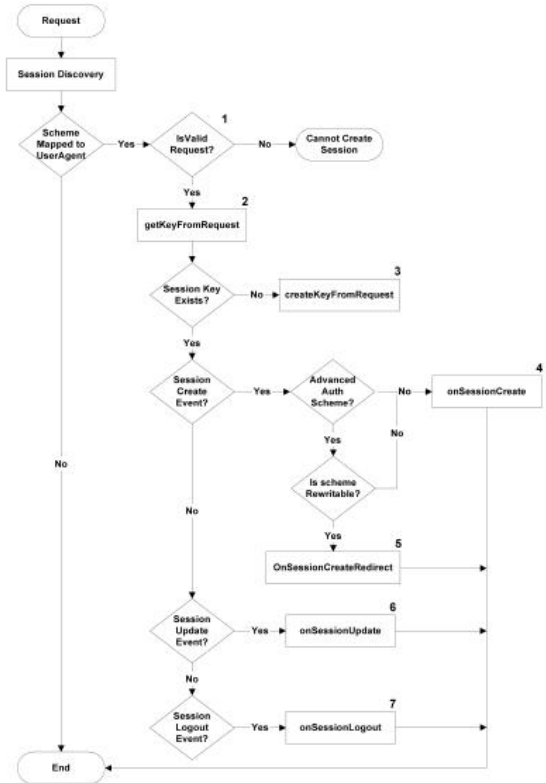 Request
Session Discovery
Scheme
Mapped to
UserAgent
Yes
1
IsValid
Request?
No
Cannot Create
Session
Yes
2
getKeyFromRequest
Session Key
Exists?
No
3
createKeyFromRequest
Yes
Session
Create
Event?
Yes
Advanced
Auth
Scheme?
No
4
onSessionCreate
Yes
No
Is scheme
Rewritable?
No
No
Yes
5
OnSessionCreateRedirect
Session
Update
Event?
Yes
6
onSessionUpdate
No
Session
Logout
Event?
Yes
7
onSessionLogout
End